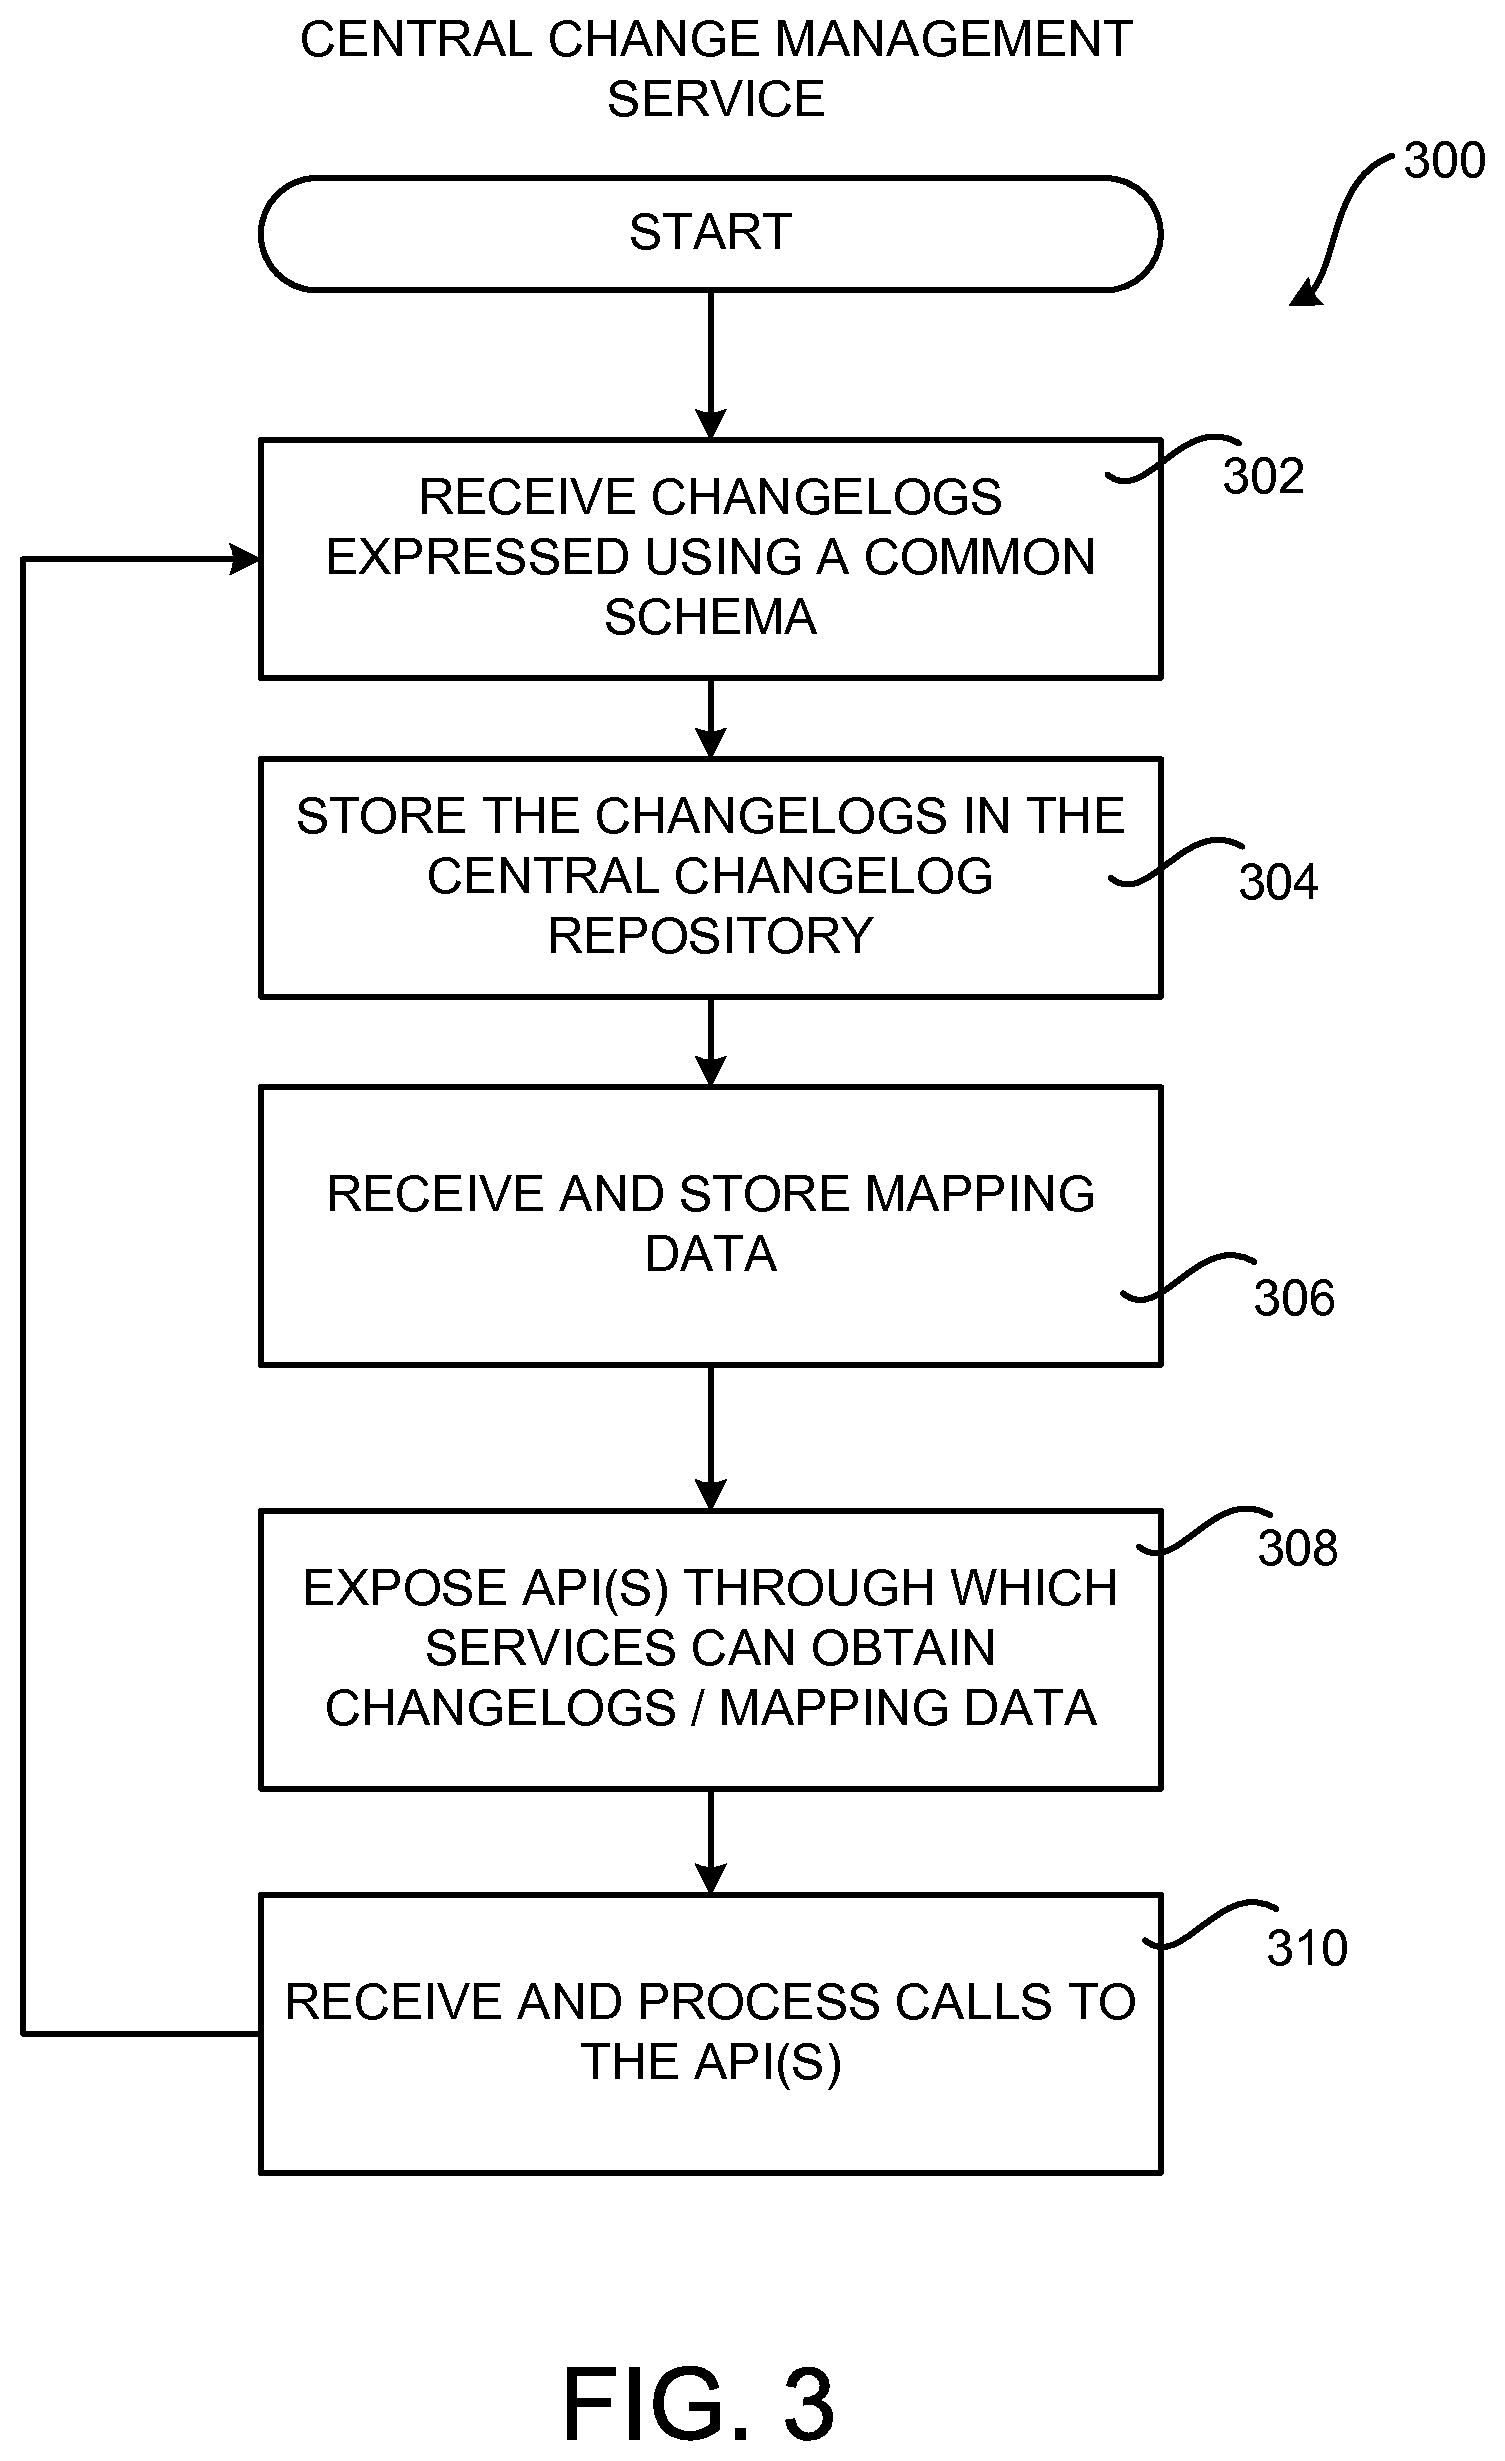 CENTRAL CHANGE MANAGEMENT
SERVICE
300
START
302
RECEIVE CHANGELOGS
EXPRESSED USING A COMMON
SCHEMA
STORE THE CHANGELOGS IN THE
CENTRAL CHANGELOG
REPOSITORY
304
RECEIVE AND STORE MAPPING
DATA
306
308
EXPOSE API(S) THROUGH WHICH
SERVICES CAN OBTAIN
CHANGELOGS / MAPPING DATA
310
RECEIVE AND PROCESS CALLS TO
THE API(S)
FIG. 3